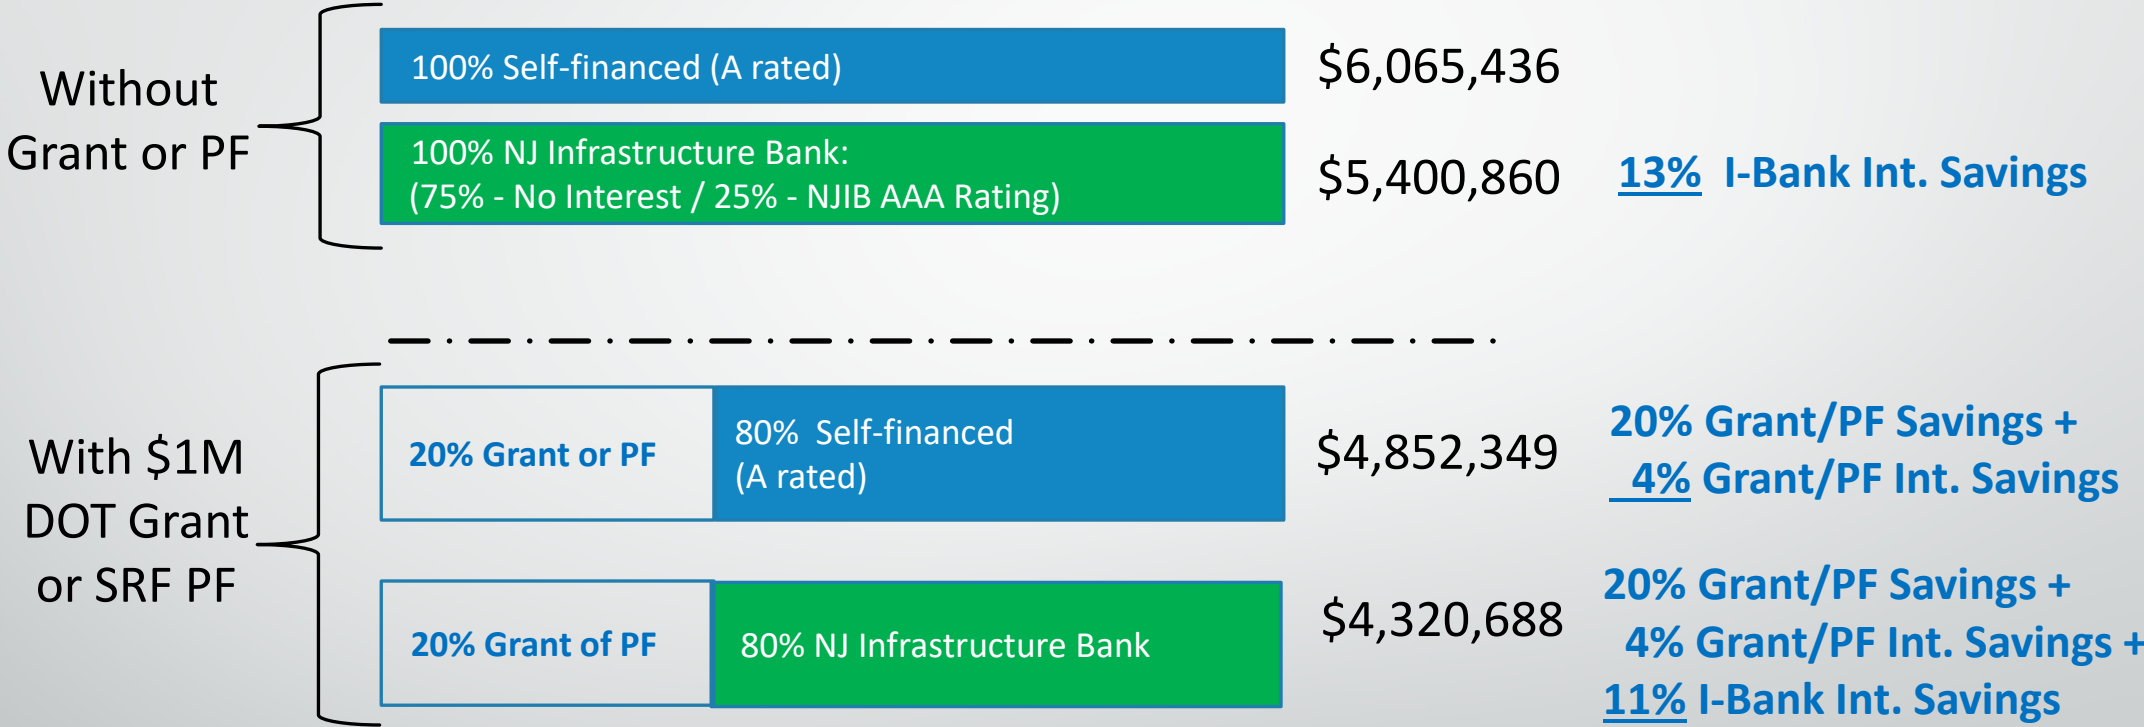 Without
Grant or PF
100% Self-financed (A rated)
$6,065,436
100% NJ Infrastructure Bank:
(75% - No Interest / 25% - NJIB AAA Rating)
$5,400,860
13% I-Bank Int. Savings
With $1M
DOT Grant
or SRF PF
20% Grant or PF
80% Self-financed
(A rated)
$4,852,349
20% Grant/PF Savings +
4% Grant/PF Int. Savings
20% Grant of PF
80% NJ Infrastructure Bank
$4,320,688
20% Grant/PF Savings +
4% Grant/PF Int. Savings +
11% I-Bank Int. Savings